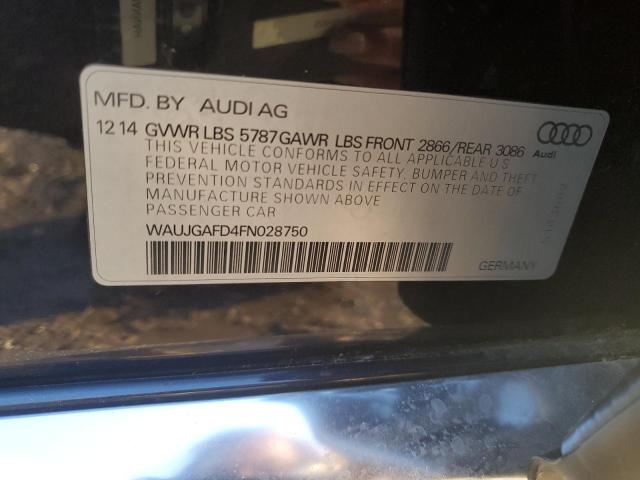 MFD. BY AUDI AG
12 14 GVWR LBS 5787 GAWR LBS FRONT 2866/REAR 3086
THIS VEHICLE CONFORMS TO ALL APPLICABLE U S
FEDERAL MOTOR VEHICLE SAFETY, BUMPER AND THEFT
PREVENTION STANDARDS IN EFFECT ON THE DATE OF
MANUFACTURE SHOWN ABOVE
PASSENGER CAR
WAUJGAFD4FN028750
Audi
GERMANY